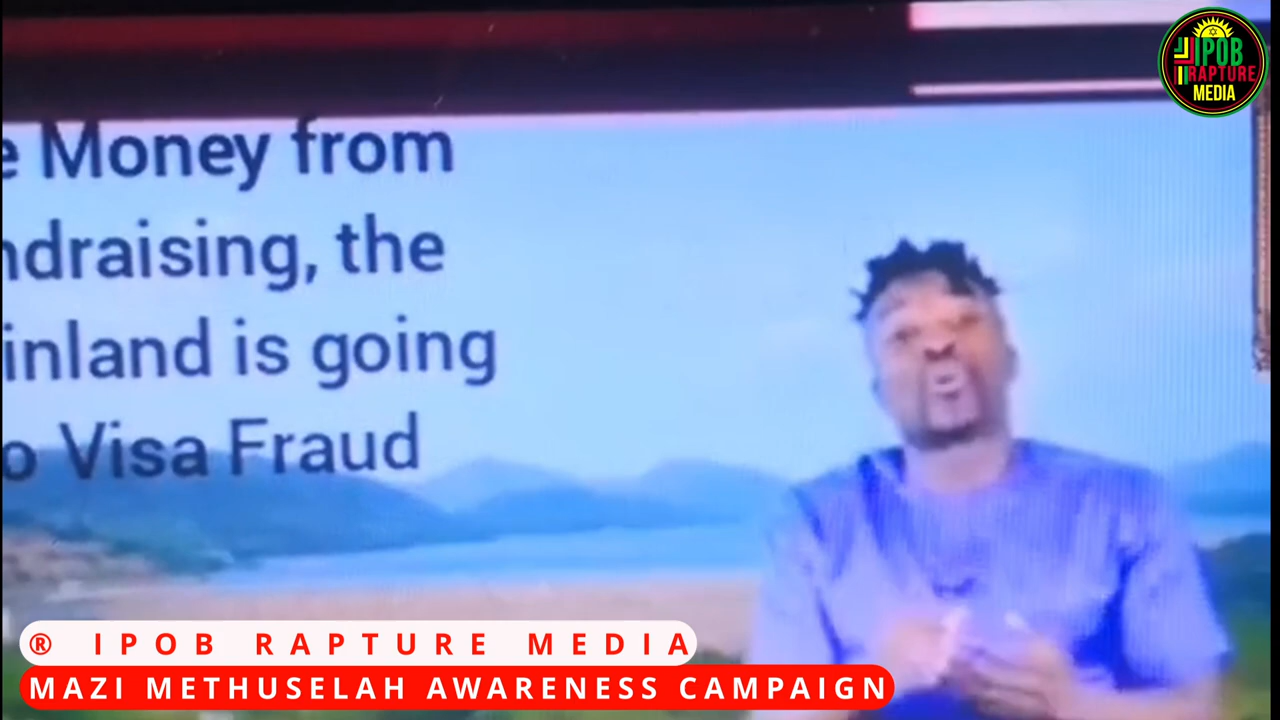 IPOB
RAPTURE
MEDIA
e Money from
ndraising, the
inland is going
o Visa Fraud
® IPOB RAPTURE MEDIA
MAZI METHUSELAH AWARENESS CAMPAIGN